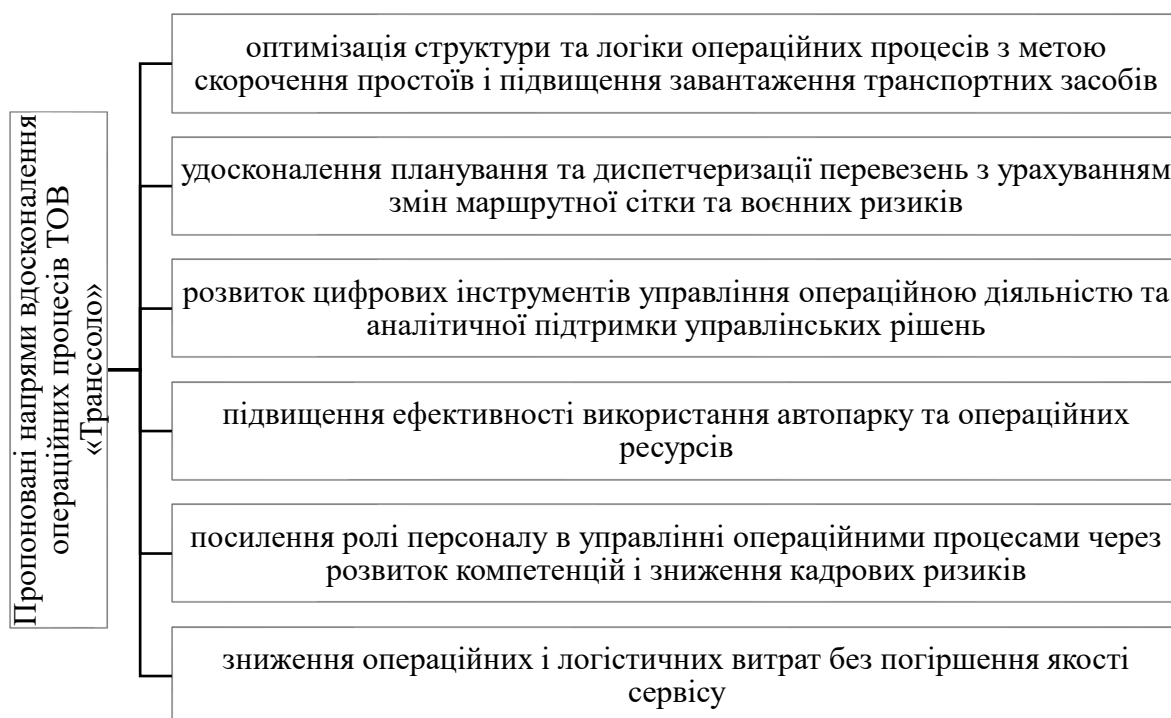 Пропоновані напрями вдосконалення
операційних процесів ТОВ
«Транссоло»
оптимізація структури та логіки операційних процесів з метою
скорочення простоїв і підвищення завантаження транспортних засобів
удосконалення планування та диспетчеризації перевезень з урахуванням
змін маршрутної сітки та воєнних ризиків
розвиток цифрових інструментів управління операційною діяльністю та
аналітичної підтримки управлінських рішень
підвищення ефективності використання автопарку та операційних
ресурсів
посилення ролі персоналу в управлінні операційними процесами через
розвиток компетенцій і зниження кадрових ризиків
зниження операційних і логістичних витрат без погіршення якості
сервісу